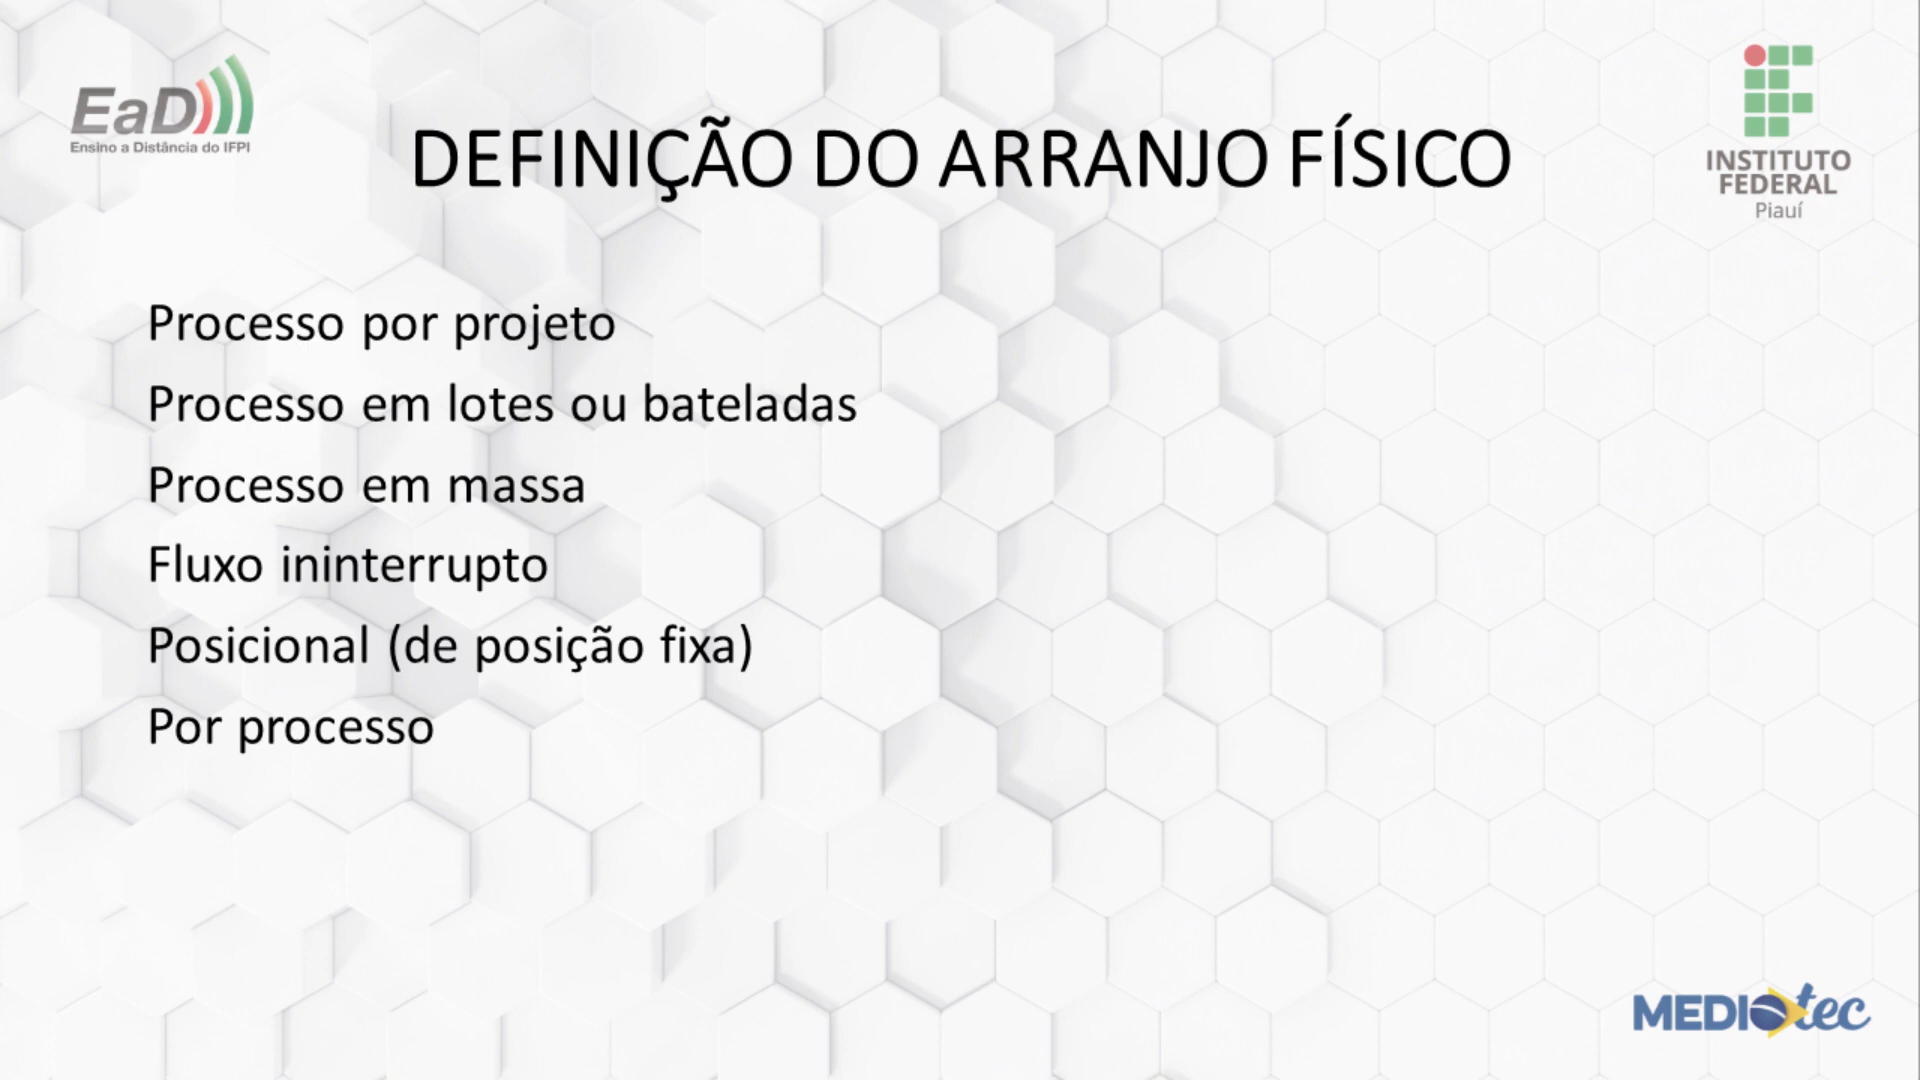 EaD
Ensino a Distância do IFPI
DEFINIÇÃO DO ARRANJO FÍSICO
INSTITUTO
FEDERAL
Piauí
Processo por projeto
Processo em lotes ou bateladas
Processo em massa
Fluxo ininterrupto
Posicional (de posição fixa)
Por processo
MEDIOtec